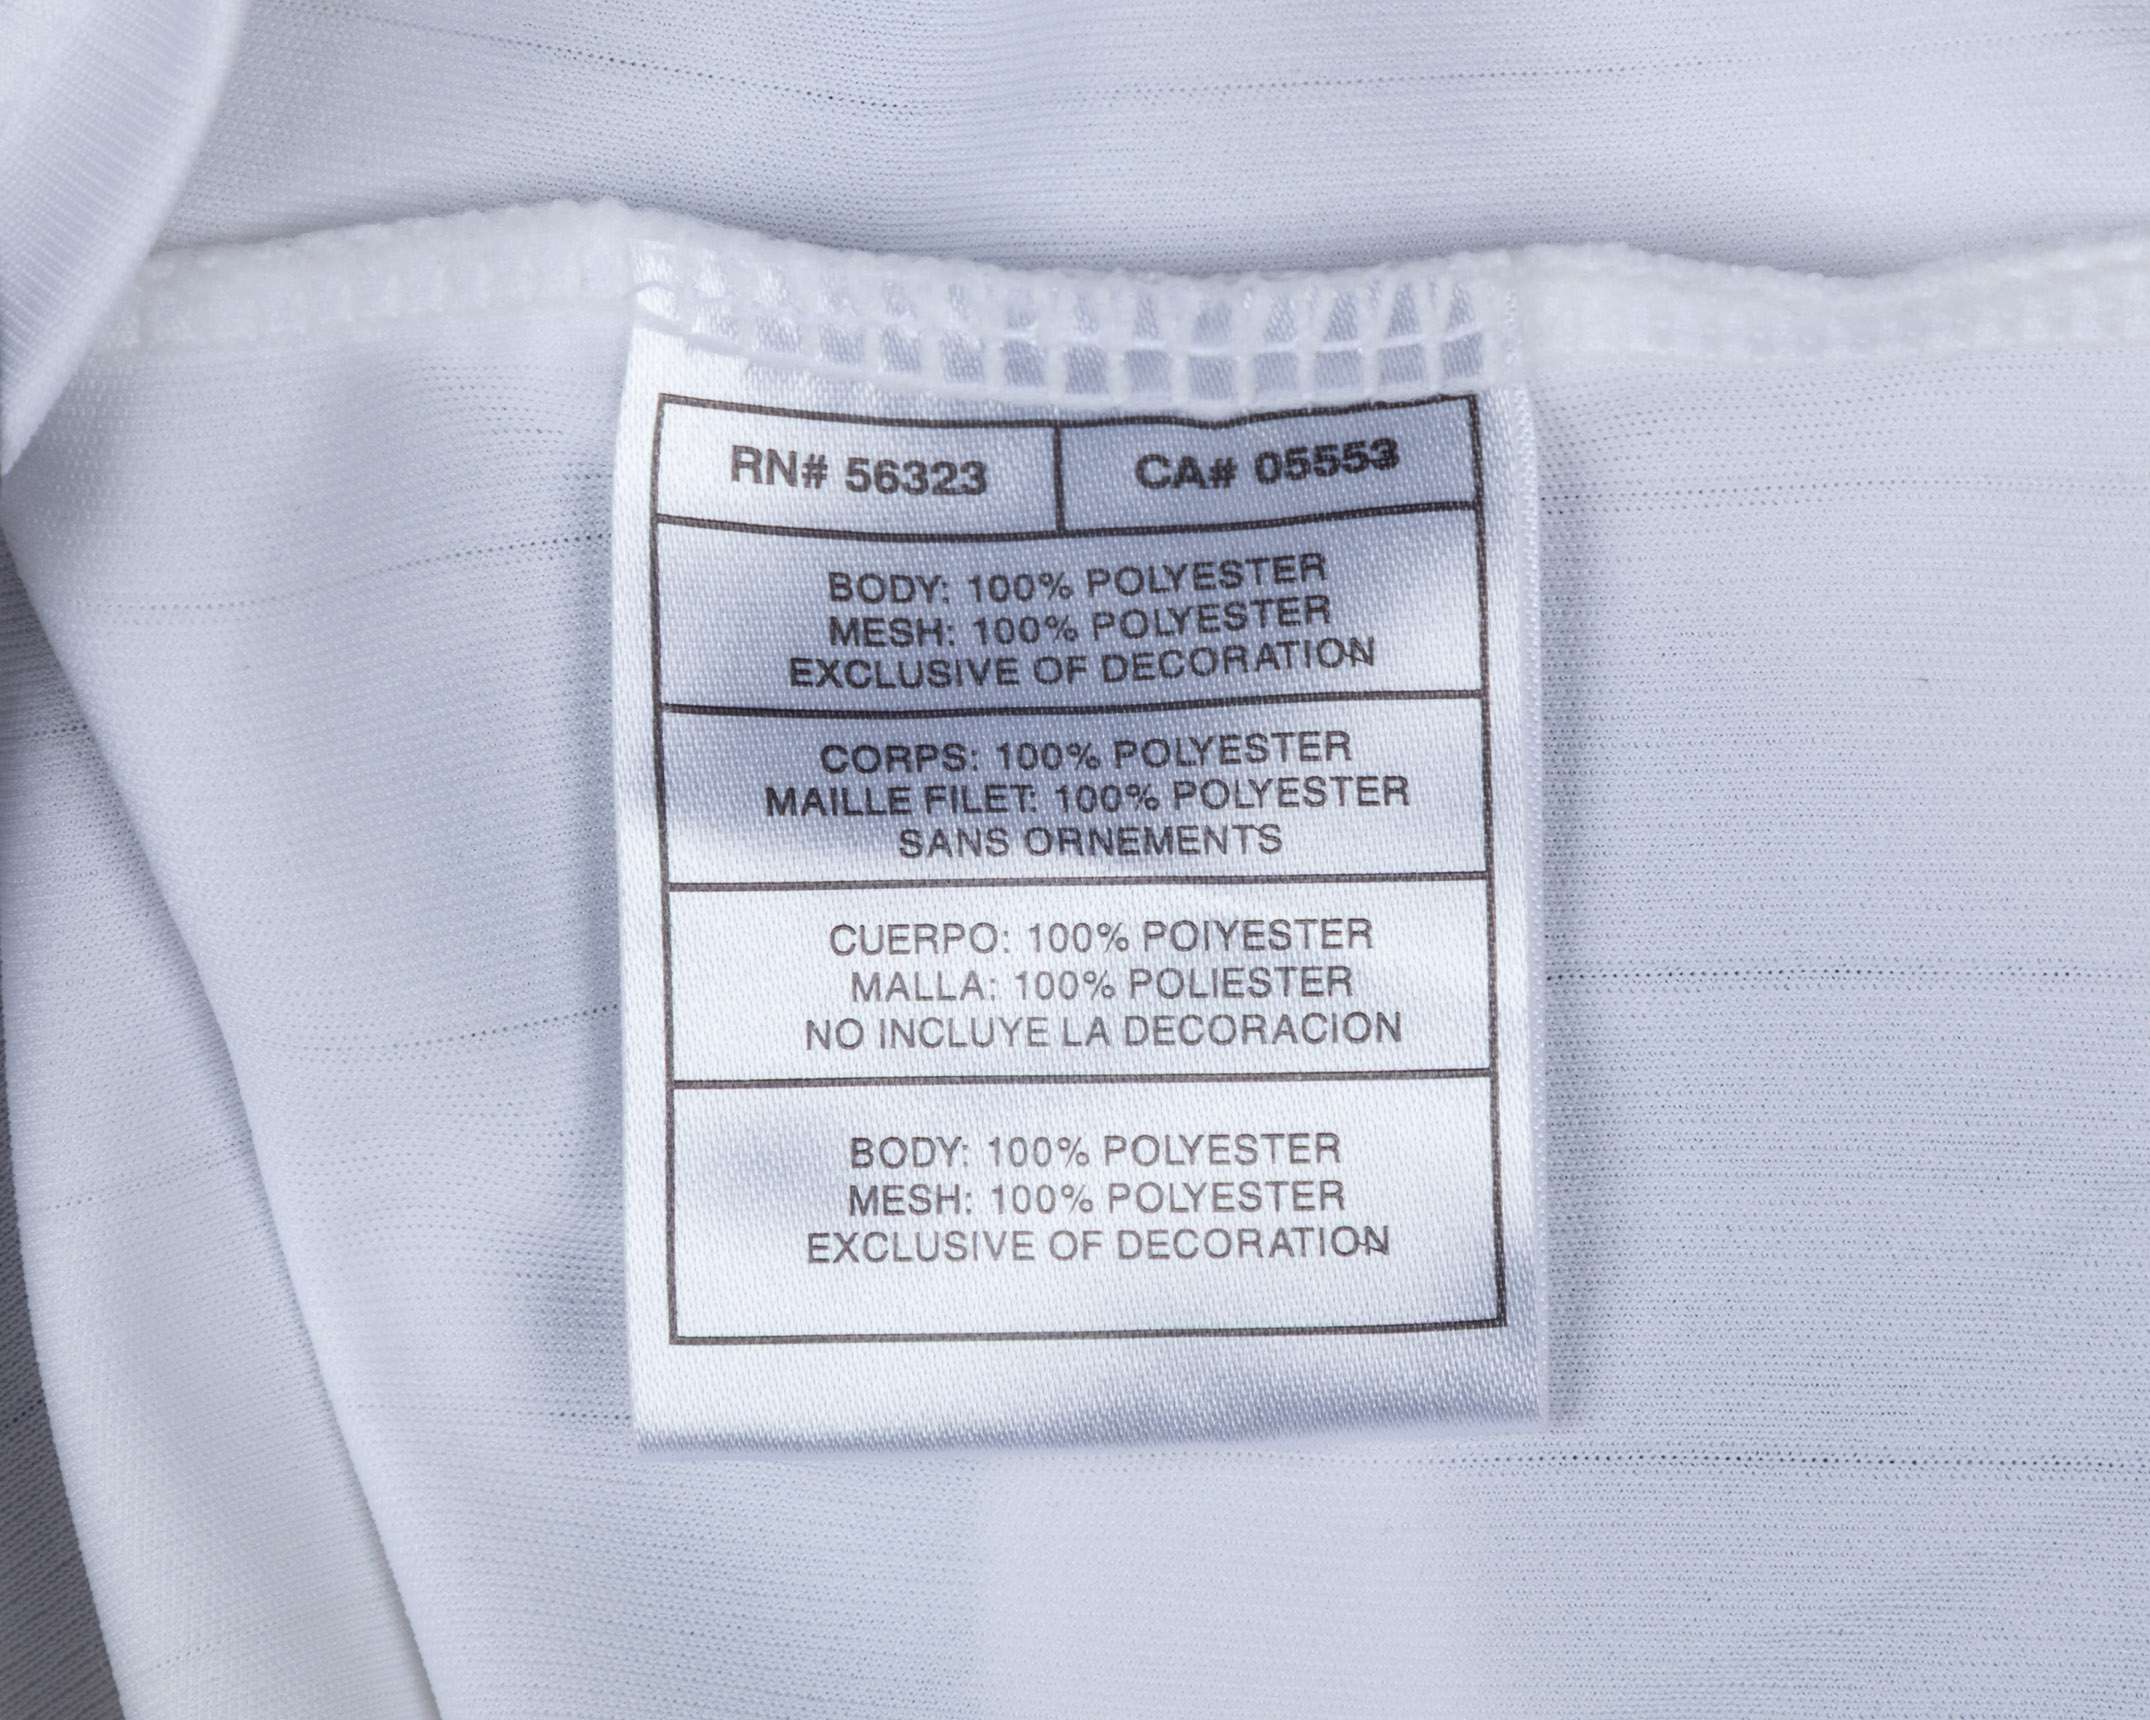 RN# 56323 CA# 05553
BODY: 100% POLYESTER
MESH: 100% POLYESTER
EXCLUSIVE OF DECORATION
CORPS: 100% POLYESTER
MAILLE FILET: 100% POLYESTER
SANS ORNEMENTS
CUERPO: 100% POIYESTER
MALLA: 100% POLIESTER
NO INCLUYE LA DECORACION
BODY: 100% POLYESTER
MESH: 100% POLYESTER
EXCLUSIVE OF DECORATION